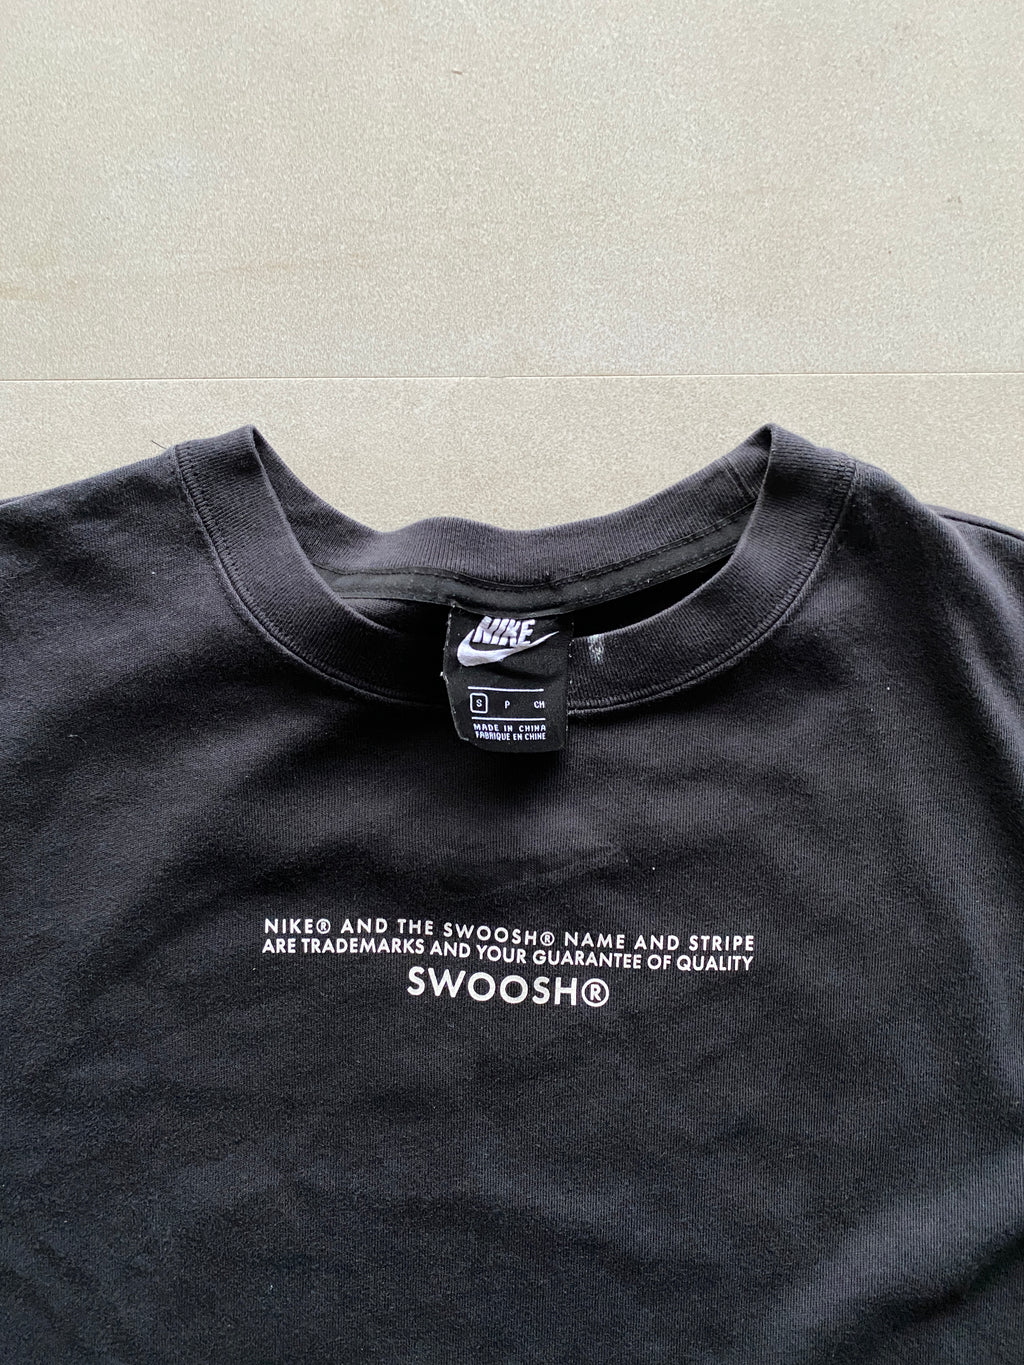 NIKE
S P CH
MADE IN CHINA
FABRIQUE EN CHINE
NIKE® AND THE SWOOSH® NAME AND STRIPE
ARE TRADEMARKS AND YOUR GUARANTEE OF QUALITY
SWOOSH®